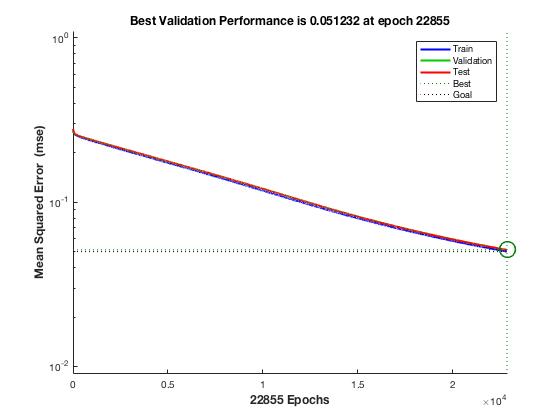 Best Validation Performance is 0.051232 at epoch 22855
10^0
Train
Validation
Test
Best
Goal
Mean Squared Error (mse)
10^-1
10^-2
0
0.5
1
1.5
2
22855 Epochs
×10^4